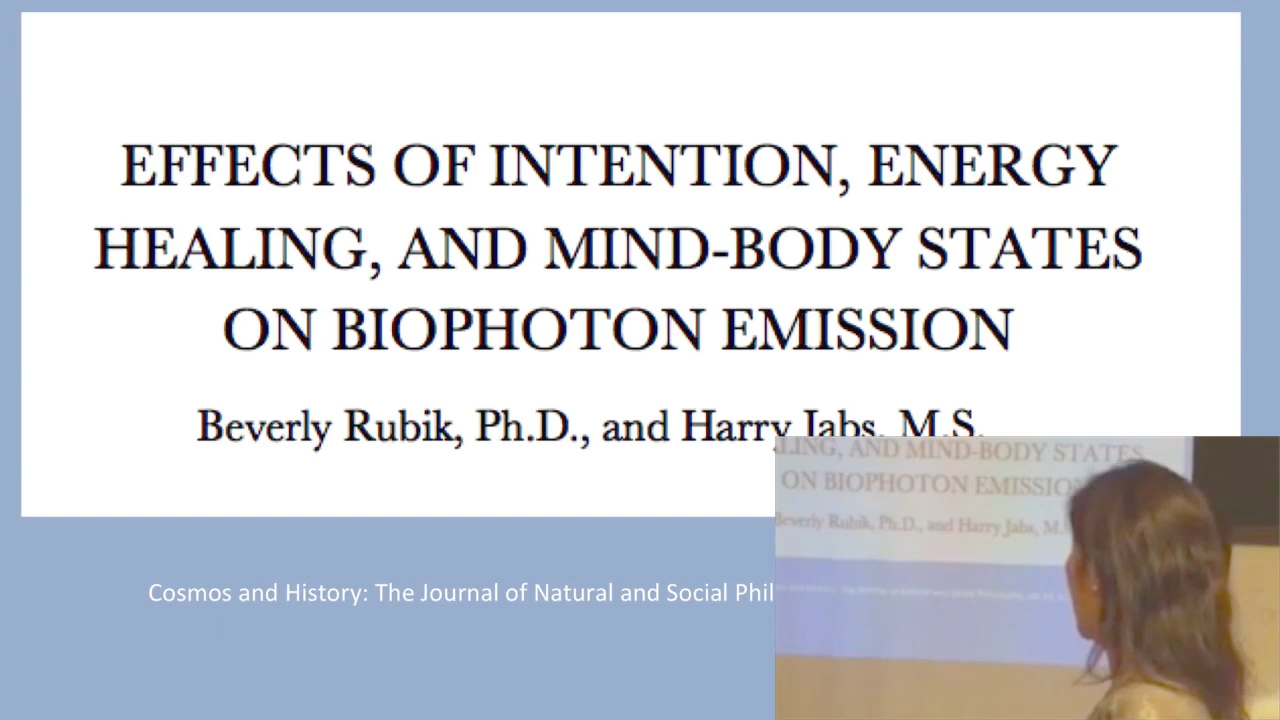 EFFECTS OF INTENTION, ENERGY
HEALING, AND MIND-BODY STATES
ON BIOPHOTON EMISSION
Beverly Rubik, Ph.D., and Harry Jabs, M.S.
Cosmos and History: The Journal of Natural and Social Phil
LING, AND MIND-BODY STATES
ON BIOPHOTON EMISSIO
Beverly Rubik, Ph.D., and Harry Jabs, M.